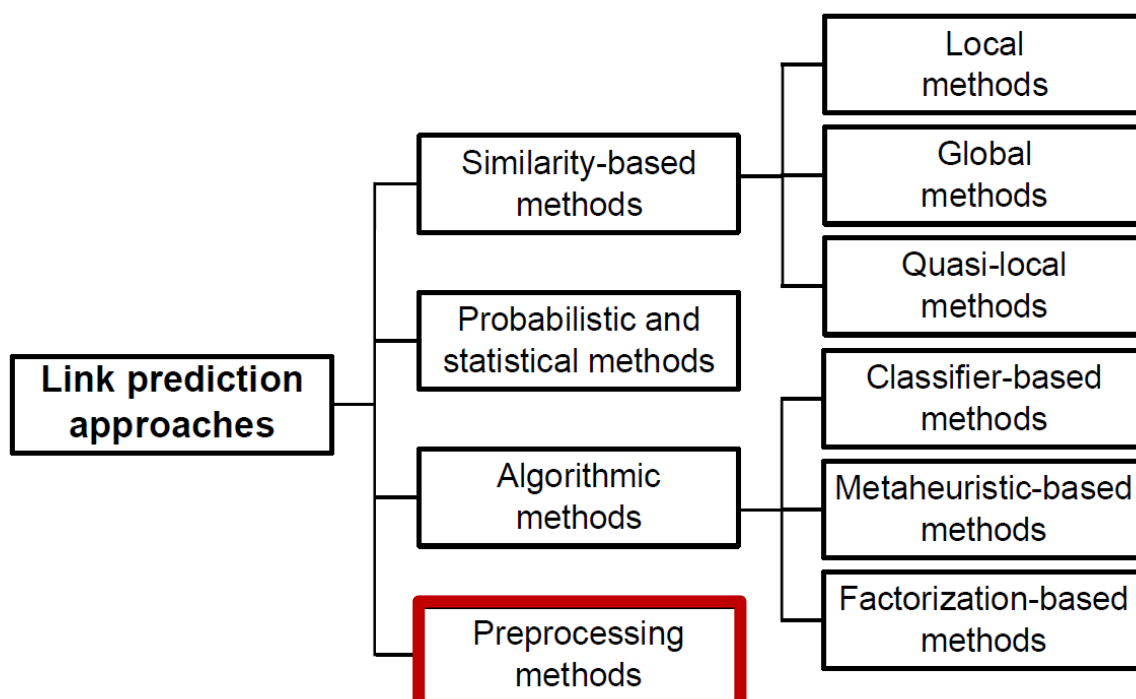 Link prediction
approaches
Similarity-based
methods
Probabilistic and
statistical methods
Algorithmic
methods
Preprocessing
methods
Local
methods
Global
methods
Quasi-local
methods
Classifier-based
methods
Metaheuristic-based
methods
Factorization-based
methods